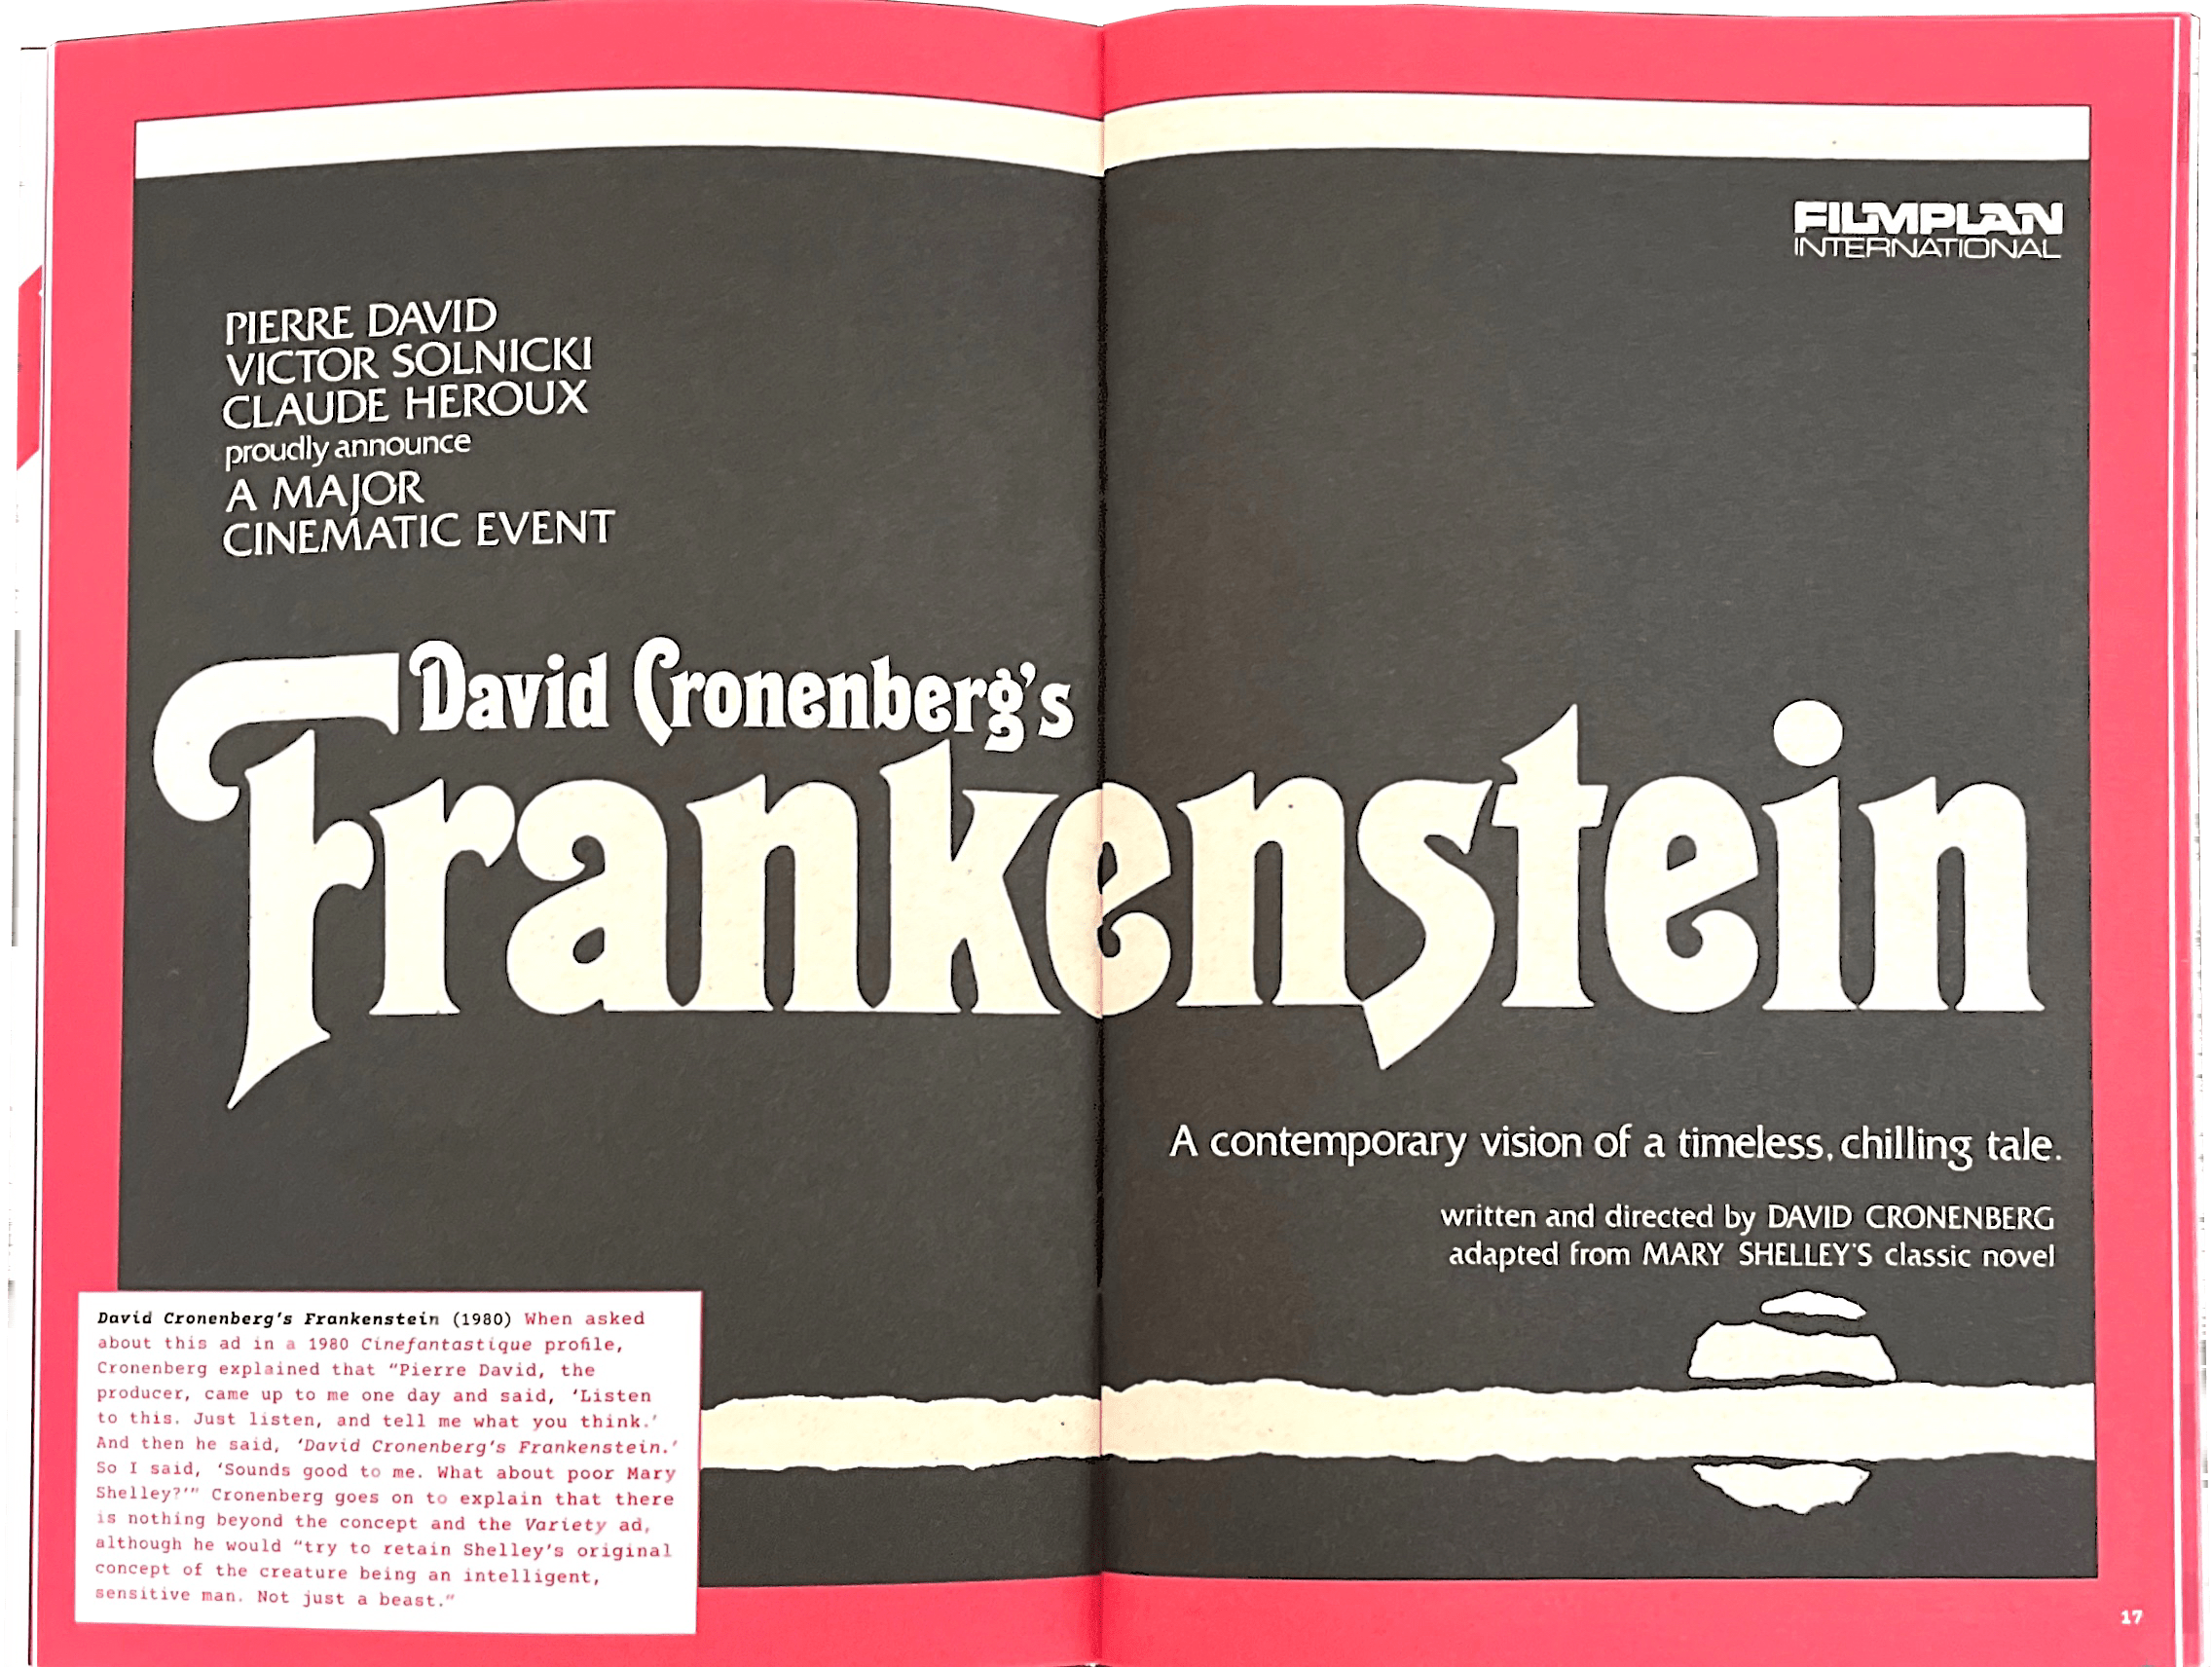 FILMPLAN
INTERNATIONAL
PIERRE DAVID
VICTOR SOLNICKI
CLAUDE HEROUX
proudly announce
A MAJOR
CINEMATIC EVENT
David Cronenberg's
Frankenstein
A contemporary vision of a timeless, chilling tale.
written and directed by DAVID CRONENBERG
adapted from MARY SHELLEY'S classic novel
David Cronenberg's Frankenstein (1980) When asked
about this ad in a 1980 Cinefantastique profile,
Cronenberg explained that “Pierre David, the
producer, came up to me one day and said, ‘Listen
to this. Just listen, and tell me what you think.’
And then he said, ‘David Cronenberg's Frankenstein.’
So I said, ‘Sounds good to me. What about poor Mary
Shelley?’” Cronenberg goes on to explain that there
is nothing beyond the concept and the Variety ad,
although he would “try to retain Shelley's original
concept of the creature being an intelligent,
sensitive man. Not just a beast.”
17